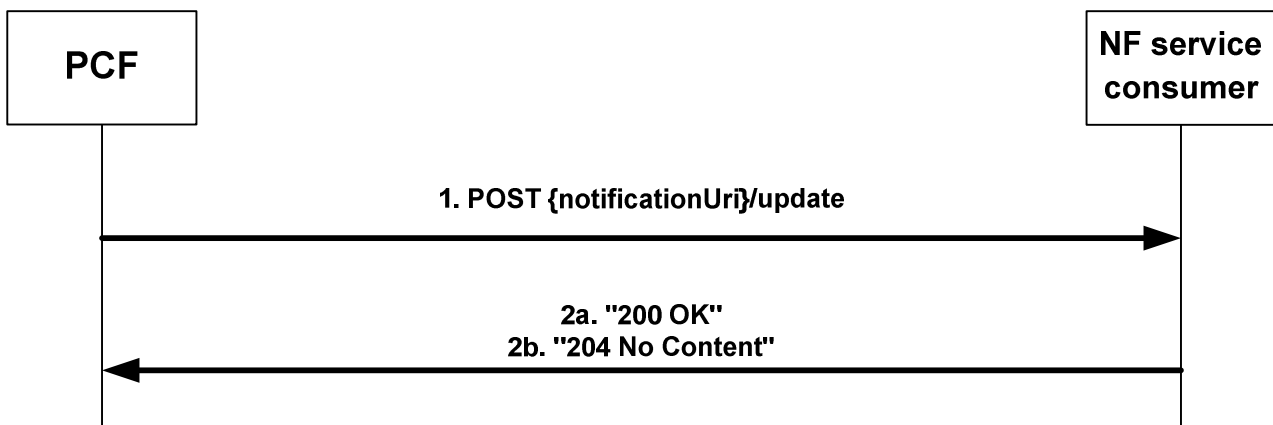 PCF
NF service
consumer
1. POST {notificationUri}/update
2a. "200 OK"
2b. "204 No Content"